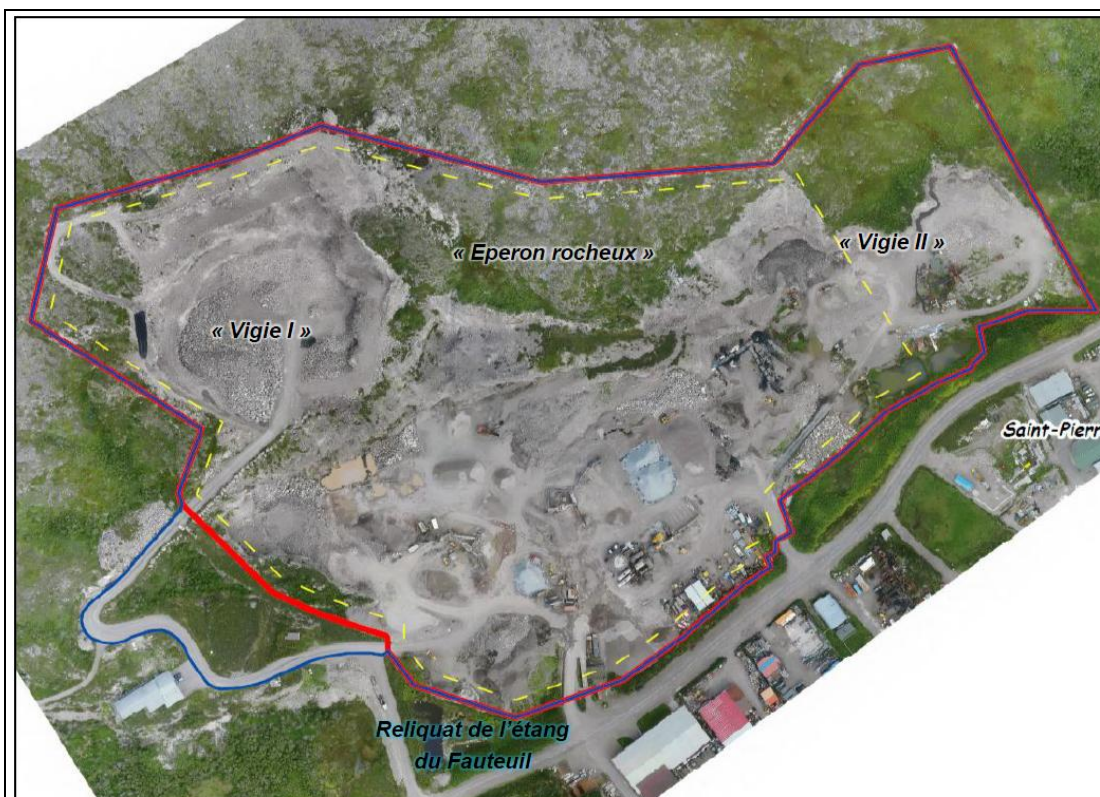 « Eperon rocheux »
« Vigie II »
« Vigie I »
Saint-Pierr
Reliquat de l'étang
du Fauteuil